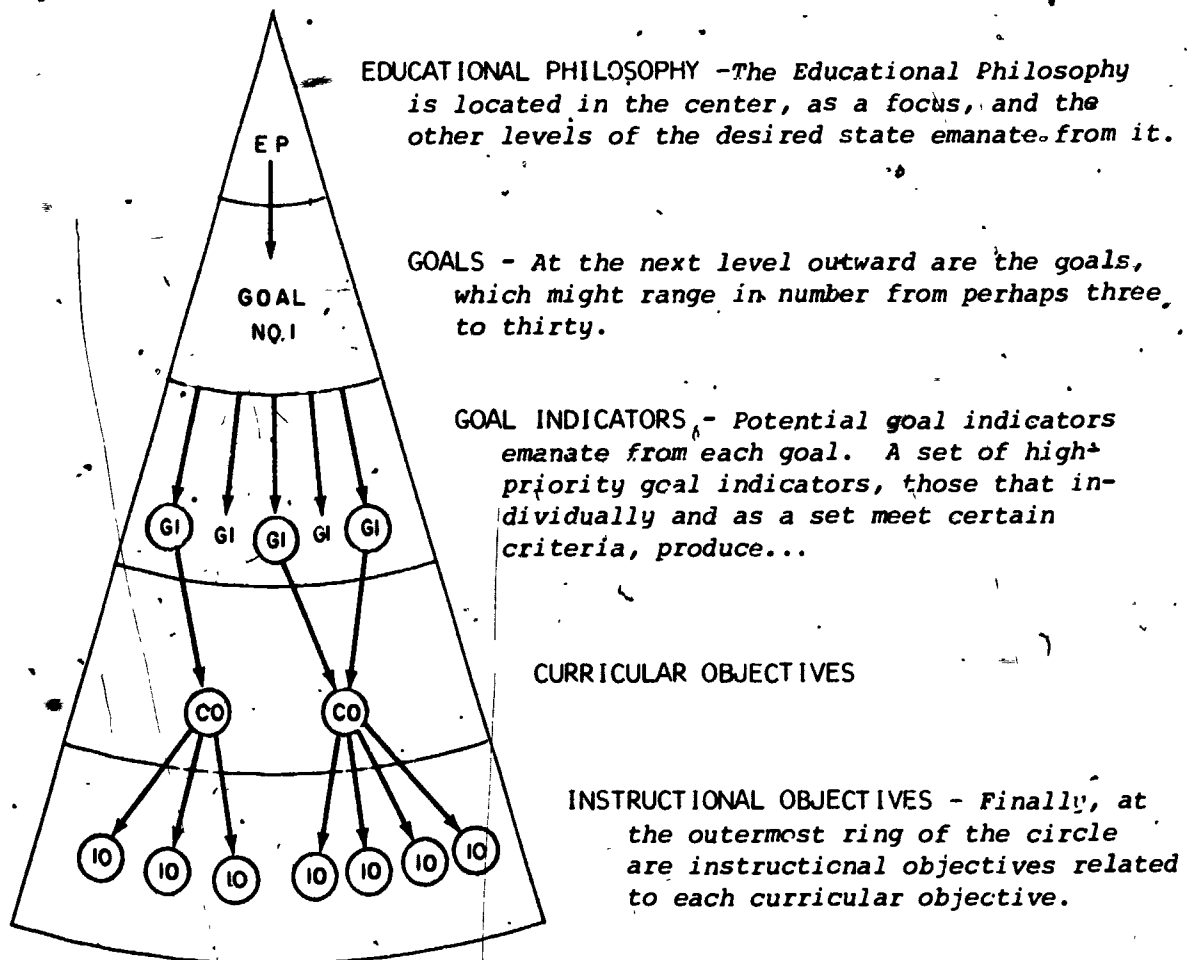 EDUCATIONAL PHILOSOPHY -The Educational Philosophy
is located in the center, as a focus, and the
other levels of the desired state emanate from it.
E P
GOALS - At the next level outward are the goals,
which might range in number from perhaps three
to thirty.
GOAL
NO. 1
GOAL INDICATORS - Potential goal indicators
emanate from each goal. A set of high-
priority goal indicators, those that in-
dividually and as a set meet certain
criteria, produce...
GI GI GI GI GI
CURRICULAR OBJECTIVES
CO CO
INSTRUCTIONAL OBJECTIVES - Finally, at
the outermost ring of the circle
are instructional objectives related
to each curricular objective.
IO IO IO IO IO IO IO